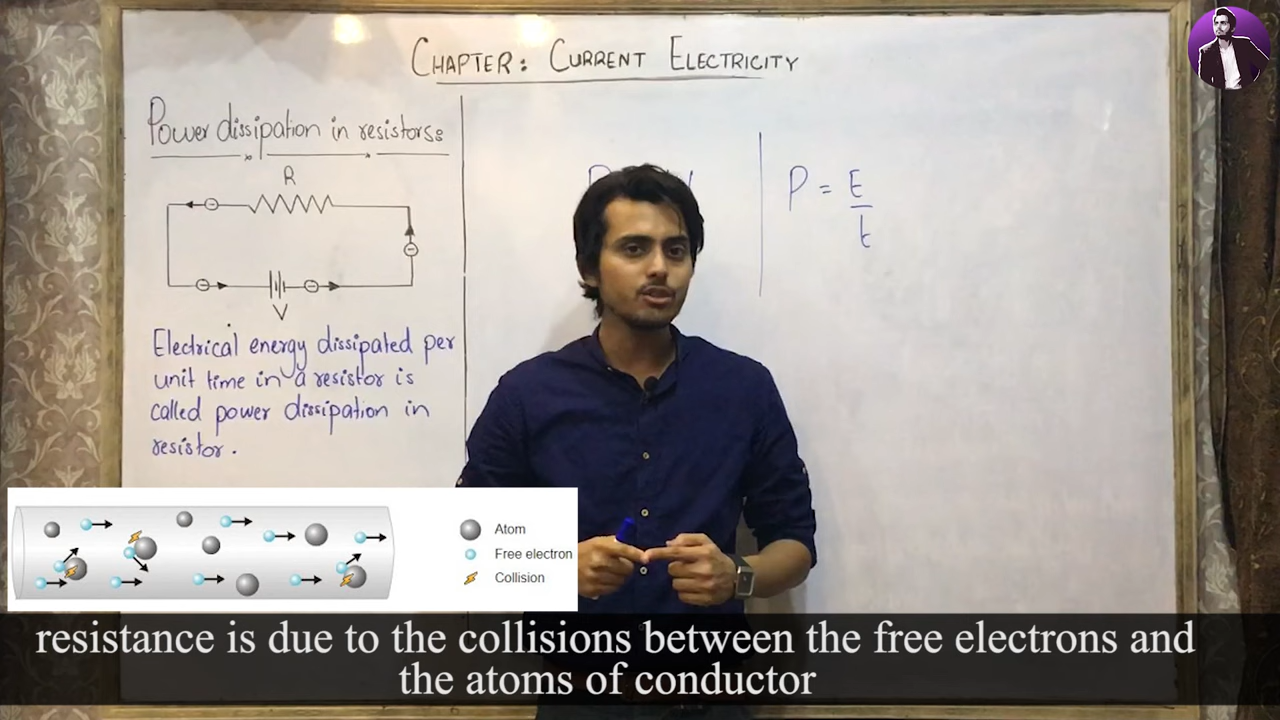 CHAPTER: CURRENT ELECTRICITY
Power dissipation in resistors:
R
V
Electrical energy dissipated per
unit time in a resistor is
called power dissipation in
resistor.
P = E
t
Atom
Free electron
Collision
resistance is due to the collisions between the free electrons and
the atoms of conductor